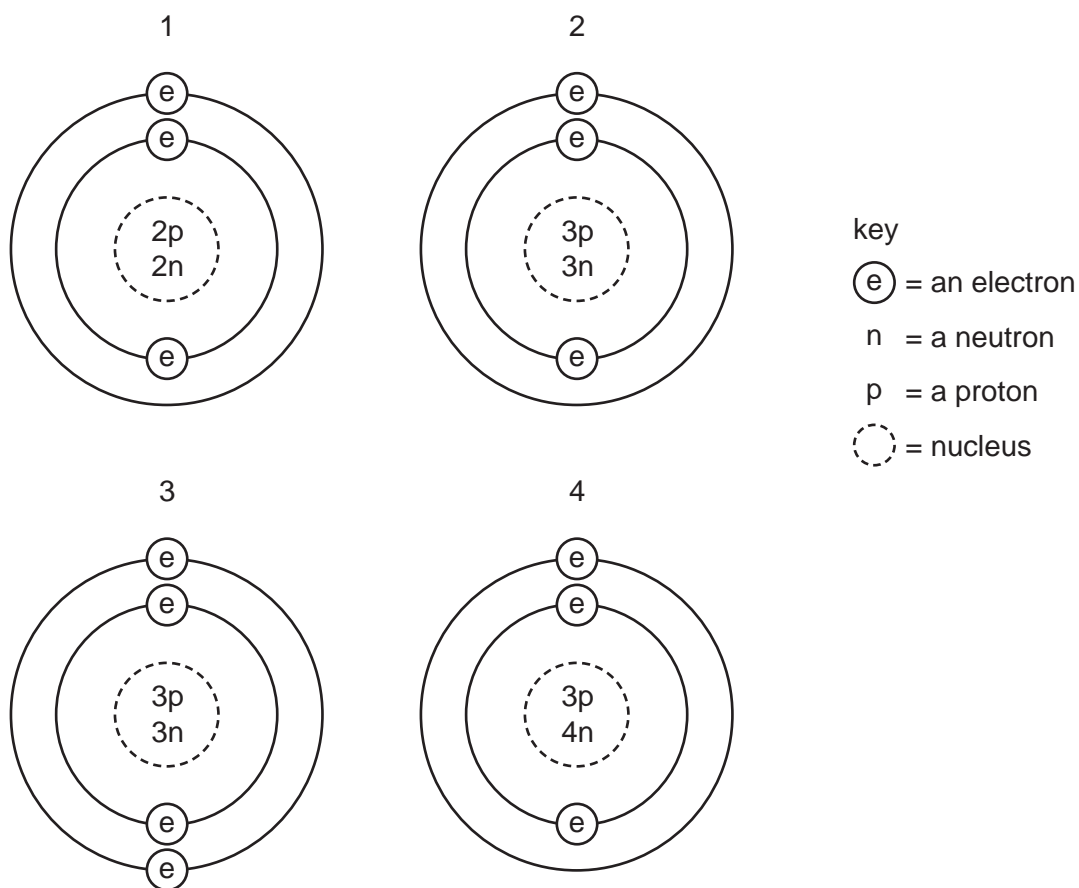 1
e
e
2p
2n
e
2
e
e
3p
3n
e
key
e = an electron
n = a neutron
p = a proton
= nucleus
3
e
e
3p
3n
e
e
4
e
e
3p
4n
e